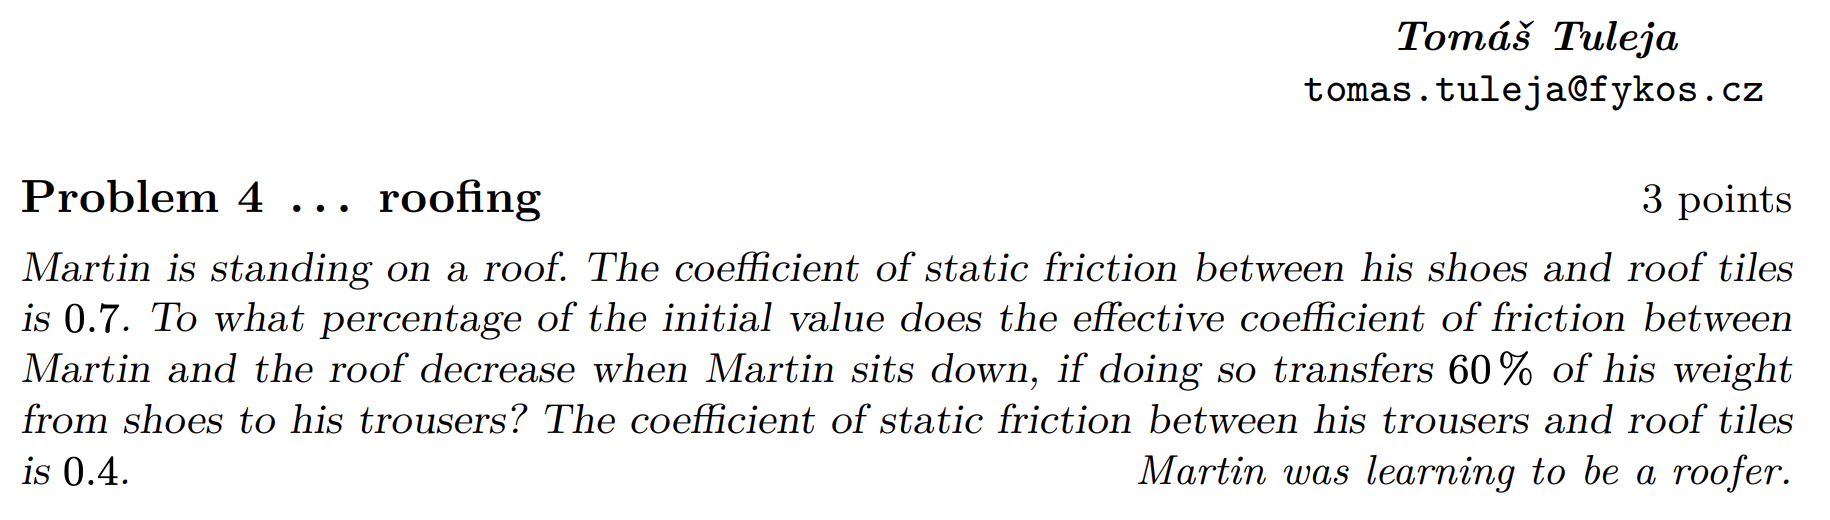 Tomáš Tuleja
tomas.tuleja@fykos.cz
Problem 4 ... roofing 3 points
Martin is standing on a roof. The coefficient of static friction between his shoes and roof tiles
is 0.7. To what percentage of the initial value does the effective coefficient of friction between
Martin and the roof decrease when Martin sits down, if doing so transfers 60 % of his weight
from shoes to his trousers? The coefficient of static friction between his trousers and roof tiles
is 0.4. Martin was learning to be a roofer.